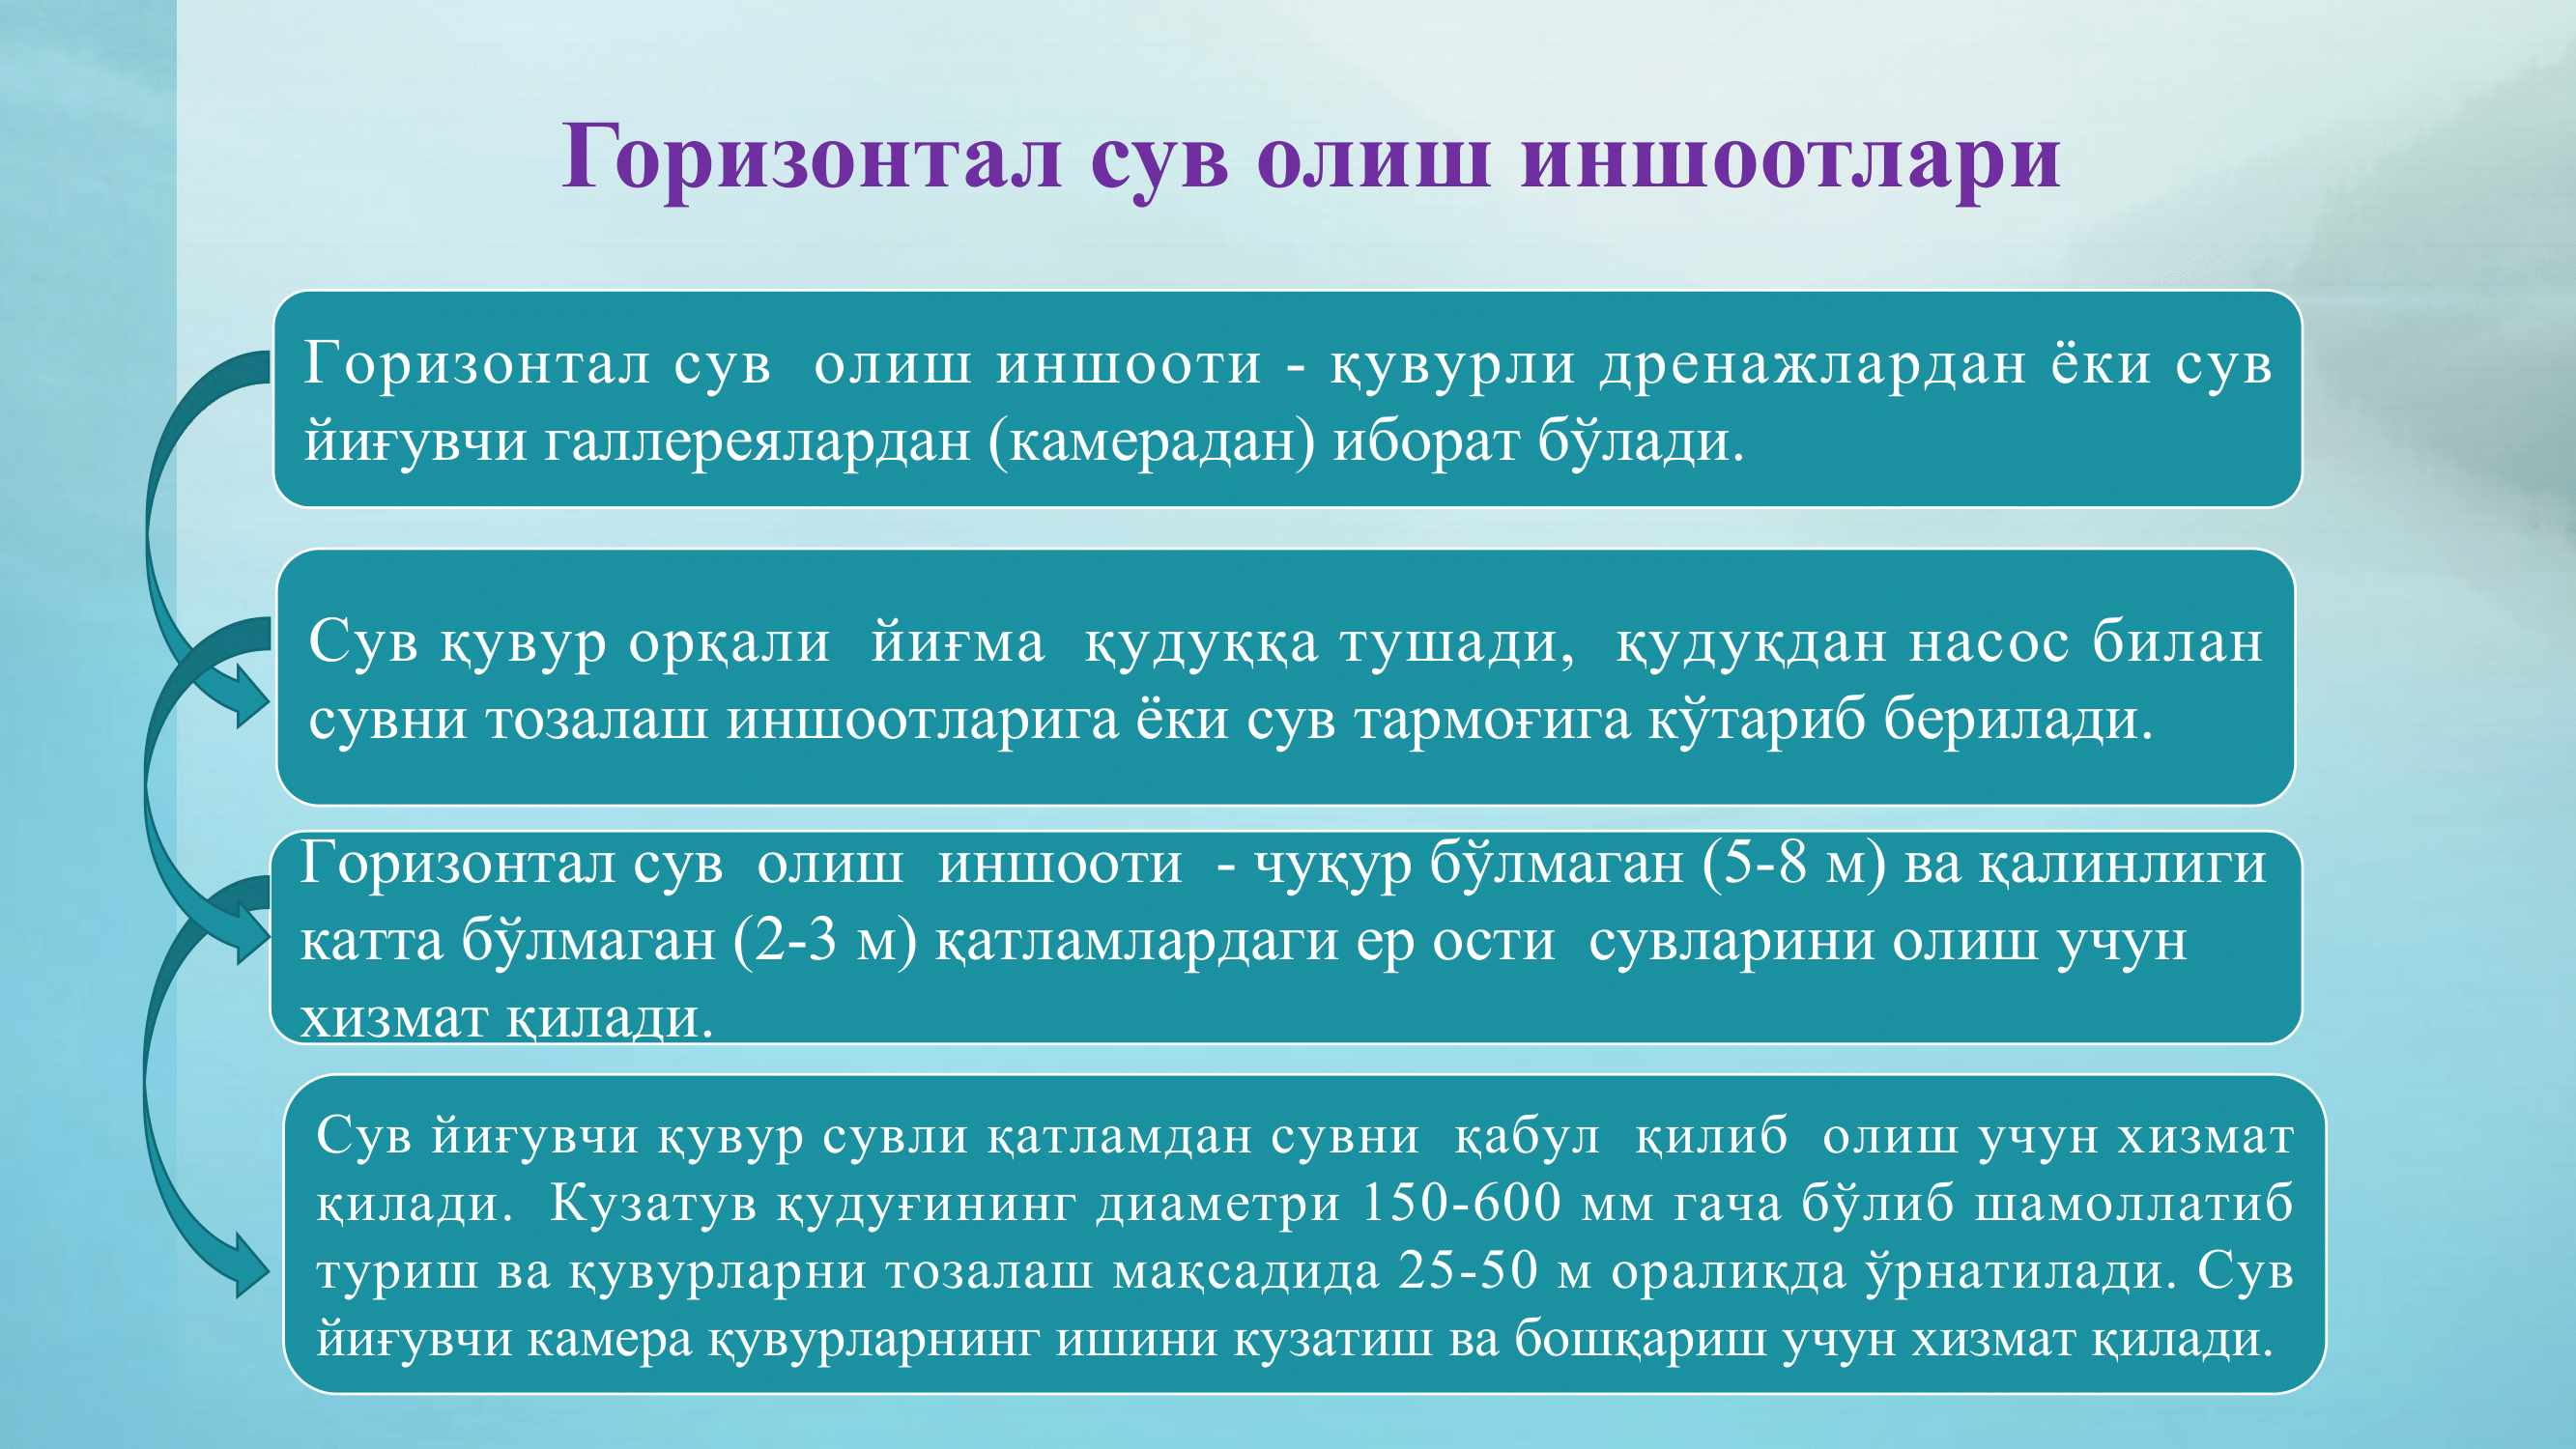 Горизонтал сув олиш иншоотлари
Горизонтал сув олиш иншооти - қувурли дренажлардан ёки сув
йиғувчи галлереялардан (камерадан) иборат бўлади.
Сув қувур орқали йиғма қудуққа тушади, қудуқдан насос билан
сувни тозалаш иншоотларига ёки сув тармоғига кўтариб берилади.
Горизонтал сув олиш иншооти - чуқур бўлмаган (5-8 м) ва қалинлиги
катта бўлмаган (2-3 м) қатламлардаги ер ости сувларини олиш учун
хизмат қилади.
Сув йиғувчи қувур сувли қатламдан сувни қабул қилиб олиш учун хизмат
қилади. Кузатув қудуғининг диаметри 150-600 мм гача бўлиб шамоллатиб
туриш ва қувурларни тозалаш мақсадида 25-50 м оралиқда ўрнатилади. Сув
йиғувчи камера қувурларнинг ишини кузатиш ва бошқариш учун хизмат қилади.